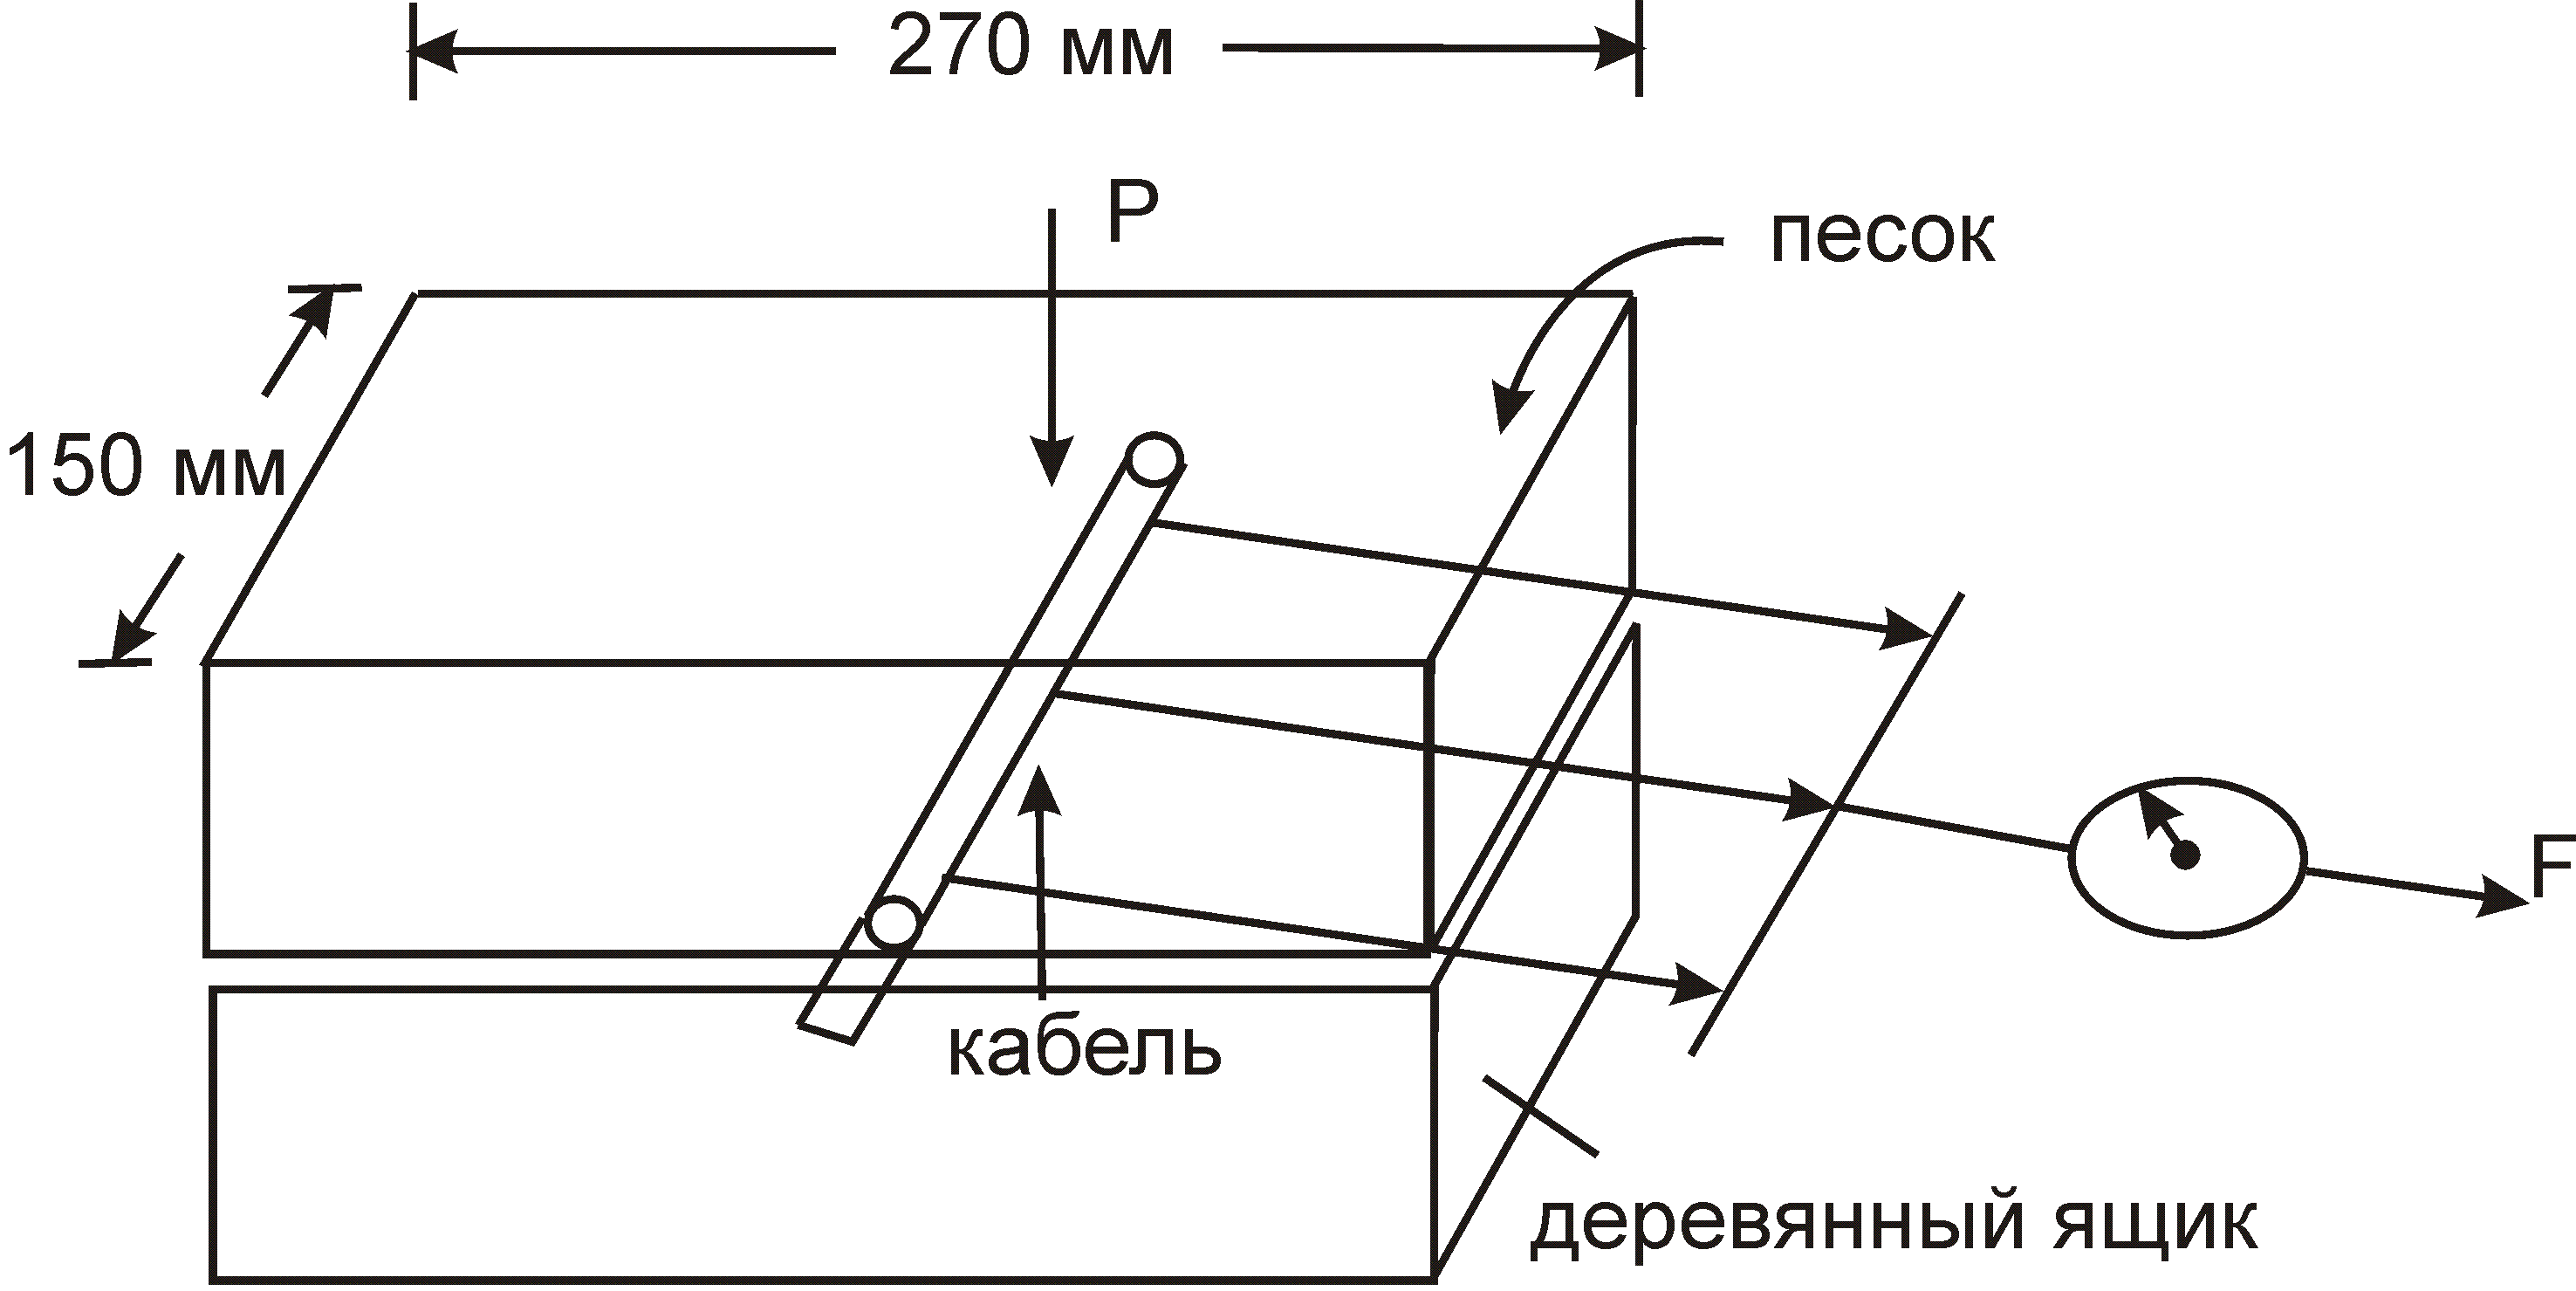 270 мм
P
песок
150 мм
F
кабель
деревянный ящик